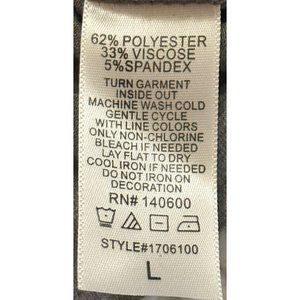 62% POLYESTER
33% VISCOSE
5%SPANDEX
TURN GARMENT
INSIDE OUT
MACHINE WASH COLD
GENTLE CYCLE
WITH LINE COLORS
ONLY NON-CHLORINE
BLEACH IF NEEDED
LAY FLAT TO DRY
COOL IRON IF NEEDED
DO NOT IRON ON
DECORATION
RN# 140600
STYLE#1706100
L